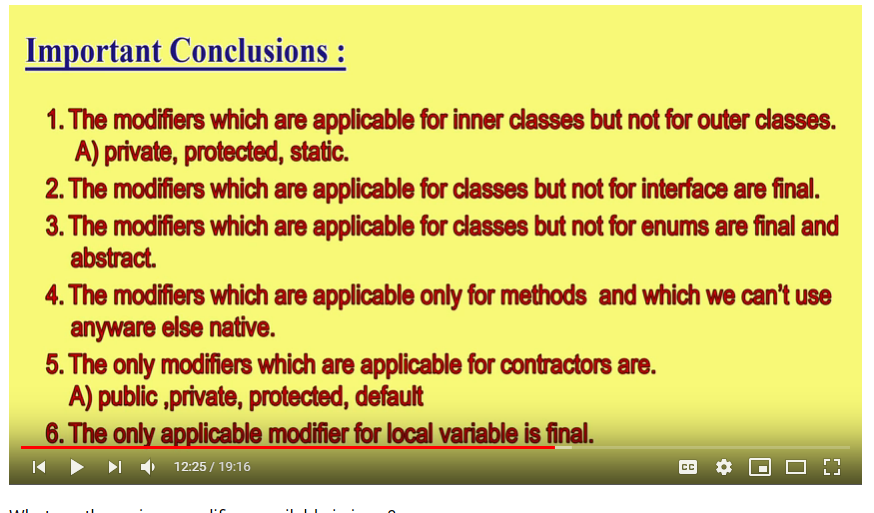 Important Conclusions :
1. The modifiers which are applicable for inner classes but not for outer classes.
A) private, protected, static.
2. The modifiers which are applicable for classes but not for interface are final.
3. The modifiers which are applicable for classes but not for enums are final and
abstract.
4. The modifiers which are applicable only for methods and which we can't use
anyware else native.
5. The only modifiers which are applicable for contractors are.
A) public ,private, protected, default
6. The only applicable modifier for local variable is final.
12:25 / 19:16
CC